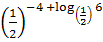 (1/2)^{-4 + log_{(1/2)} 6}